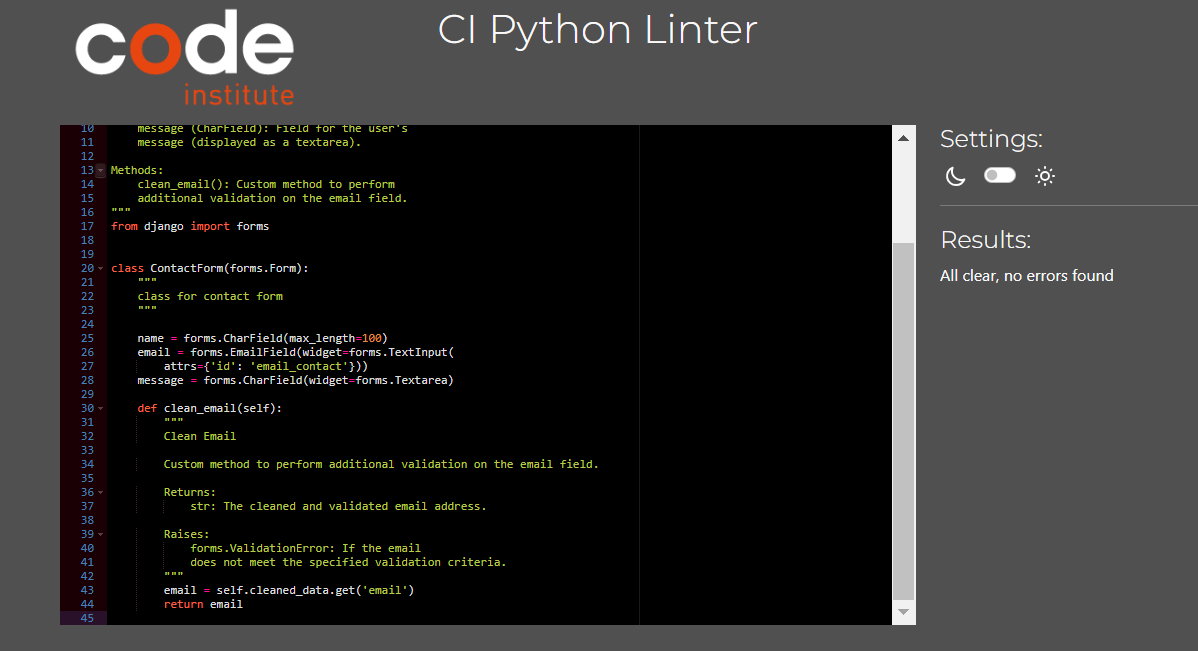 code
institute
CI Python Linter
10 message (CharField): Field for the user's
11 message (displayed as a textarea).
12
13 Methods:
14 clean_email(): Custom method to perform
15 additional validation on the email field.
16 """
17 from django import forms
18
19
20 class ContactForm(forms.Form):
21 """
22 class for contact form
23 """
24
25 name = forms.CharField(max_length=100)
26 email = forms.EmailField(widget=forms.TextInput(
27 attrs={'id': 'email_contact'}))
28 message = forms.CharField(widget=forms.Textarea)
29
30 def clean_email(self):
31 """
32 Clean Email
33
34 Custom method to perform additional validation on the email field.
35
36 Returns:
37 str: The cleaned and validated email address.
38
39 Raises:
40 forms.ValidationError: If the email
41 does not meet the specified validation criteria.
42 """
43 email = self.cleaned_data.get('email')
44 return email
45
Settings:
Results:
All clear, no errors found